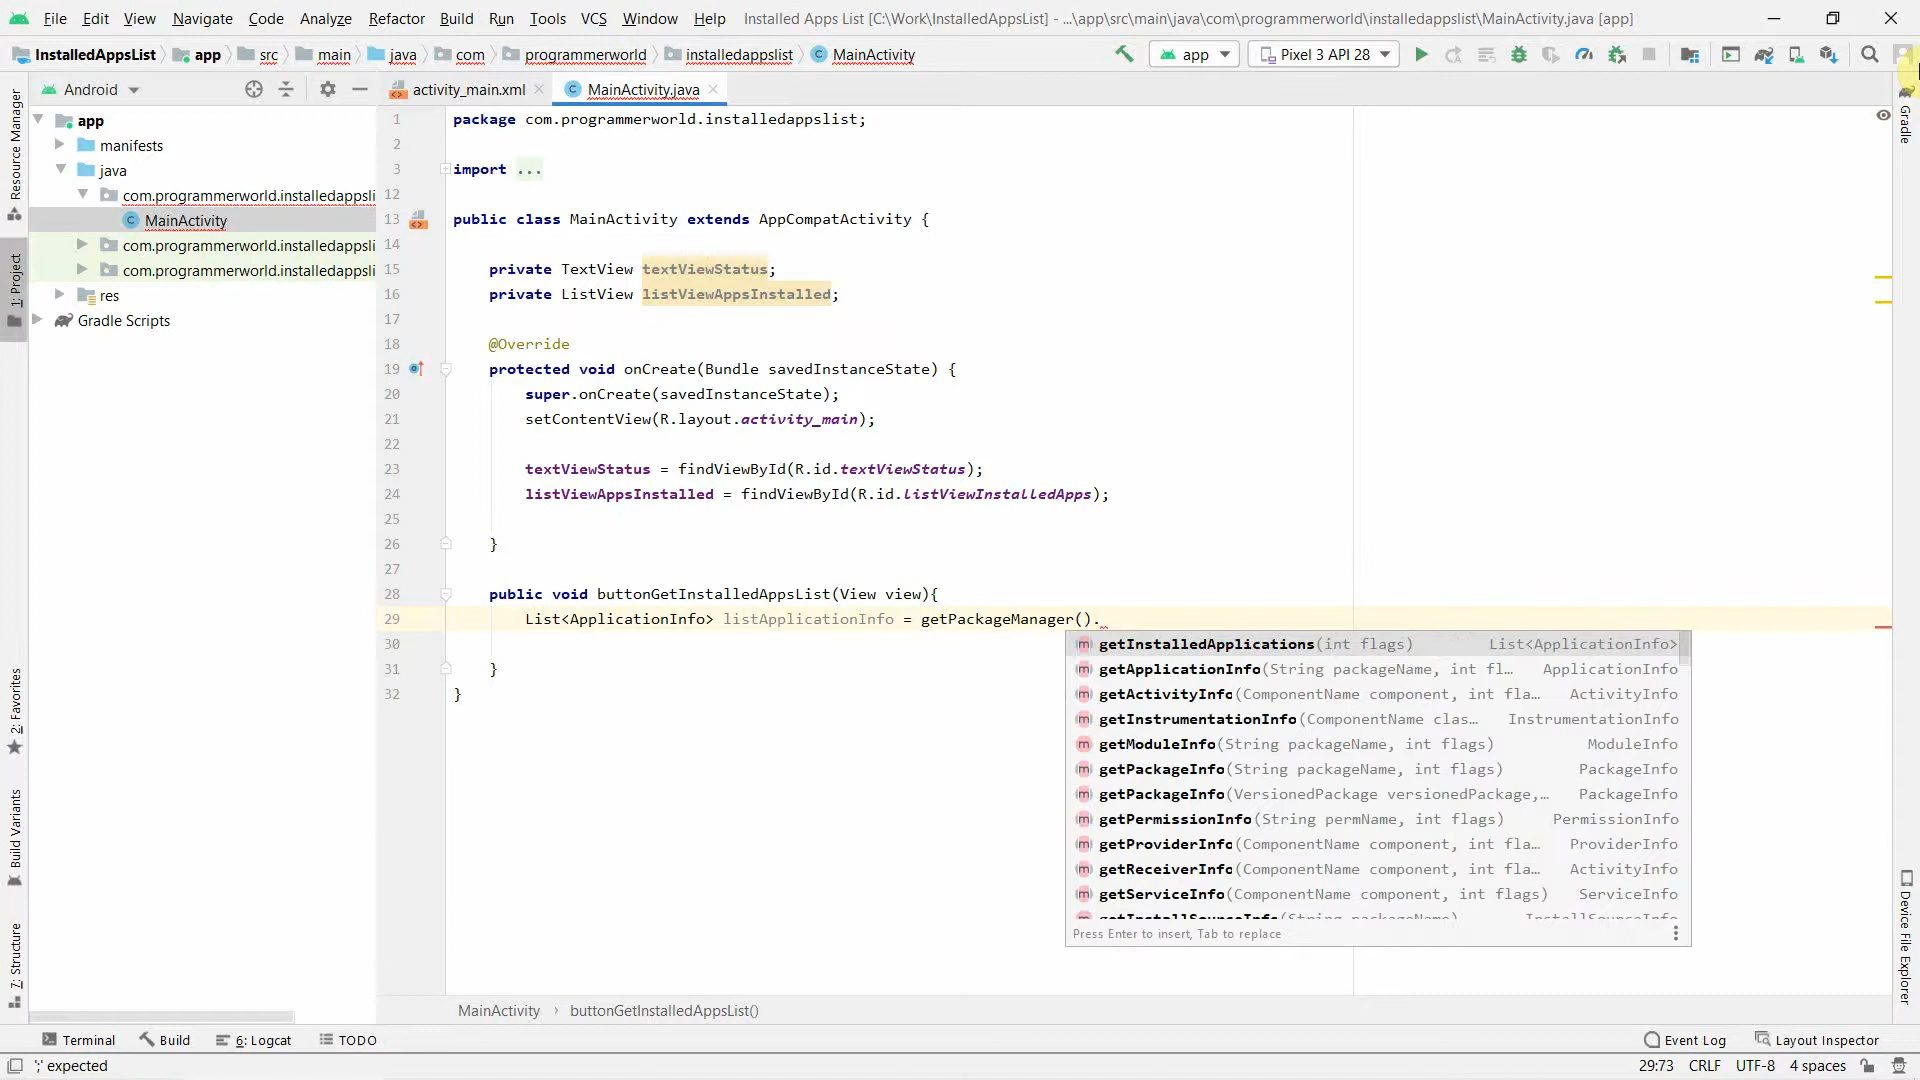 File Edit View Navigate Code Analyze Refactor Build Run Tools VCS Window Help Installed Apps List [C:\Work\InstalledAppsList] - ...\app\src\main\java\com\programmerworld\installedappslist\MainActivity.java [app]
InstalledAppsList app src main java com programmerworld installedappslist MainActivity app Pixel 3 API 28
Android activity_main.xml MainActivity.java
Resource Manager
1: Project
2: Favorites
Build Variants
7: Structure
app
manifests
java
com.programmerworld.installedappsli
MainActivity
com.programmerworld.installedappsli
com.programmerworld.installedappsli
res
Gradle Scripts
1 package com.programmerworld.installedappslist;
2
3 import ...
12
13 public class MainActivity extends AppCompatActivity {
14
15 private TextView textViewStatus;
16 private ListView listViewAppsInstalled;
17
18 @Override
19 protected void onCreate(Bundle savedInstanceState) {
20 super.onCreate(savedInstanceState);
21 setContentView(R.layout.activity_main);
22
23 textViewStatus = findViewById(R.id.textViewStatus);
24 listViewAppsInstalled = findViewById(R.id.listViewInstalledApps);
25
26 }
27
28 public void buttonGetInstalledAppsList(View view){
29 List<ApplicationInfo> listApplicationInfo = getPackageManager().
30
31 }
32 }
getInstalledApplications(int flags) List<ApplicationInfo>
getApplicationInfo(String packageName, int fl… ApplicationInfo
getActivityInfo(ComponentName component, int fla… ActivityInfo
getInstrumentationInfo(ComponentName clas… InstrumentationInfo
getModuleInfo(String packageName, int flags) ModuleInfo
getPackageInfo(String packageName, int flags) PackageInfo
getPackageInfo(VersionedPackage versionedPackage,… PackageInfo
getPermissionInfo(String permName, int flags) PermissionInfo
getProviderInfo(ComponentName component, int fla… ProviderInfo
getReceiverInfo(ComponentName component, int fla… ActivityInfo
getServiceInfo(ComponentName component, int flags) ServiceInfo
getInstallSourceInfo(String packageName) InstallSourceInfo
Press Enter to insert, Tab to replace
Gradle
Device File Explorer
MainActivity › buttonGetInstalledAppsList()
Terminal Build 6: Logcat TODO Event Log Layout Inspector
';' expected 29:73 CRLF UTF-8 4 spaces